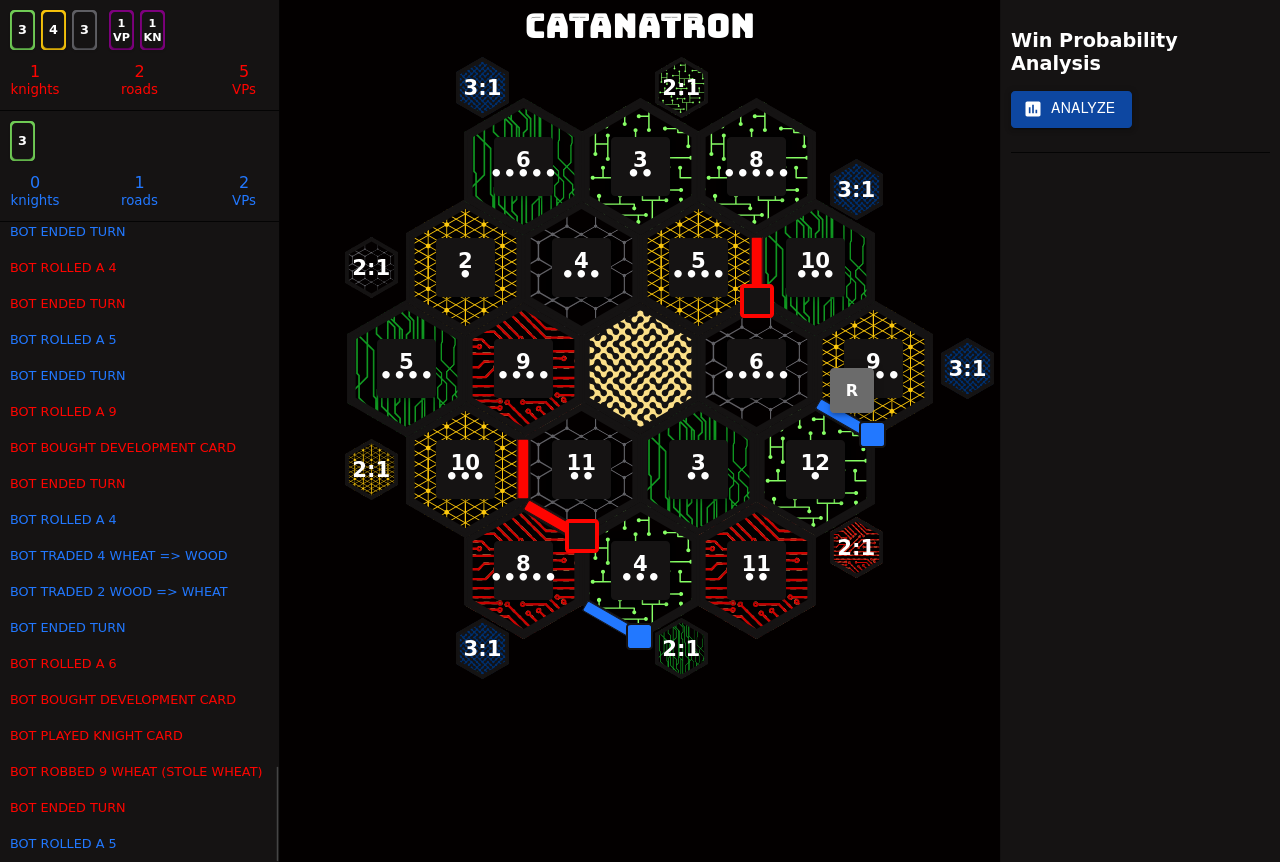 3 4 3 1 VP 1 KN
1 2 5
knights roads VPs
3
0 1 2
knights roads VPs
BOT ENDED TURN
BOT ROLLED A 4
BOT ENDED TURN
BOT ROLLED A 5
BOT ENDED TURN
BOT ROLLED A 9
BOT BOUGHT DEVELOPMENT CARD
BOT ENDED TURN
BOT ROLLED A 4
BOT TRADED 4 WHEAT => WOOD
BOT TRADED 2 WOOD => WHEAT
BOT ENDED TURN
BOT ROLLED A 6
BOT BOUGHT DEVELOPMENT CARD
BOT PLAYED KNIGHT CARD
BOT ROBBED 9 WHEAT (STOLE WHEAT)
BOT ENDED TURN
BOT ROLLED A 5
CATANATRON
3:1 2:1
6 3 8
3:1
2:1 2 4 5 10
5 9 6 9 3:1
R
2:1 10 11 3 12
2:1
8 4 11
3:1 2:1
Win Probability
Analysis
ANALYZE